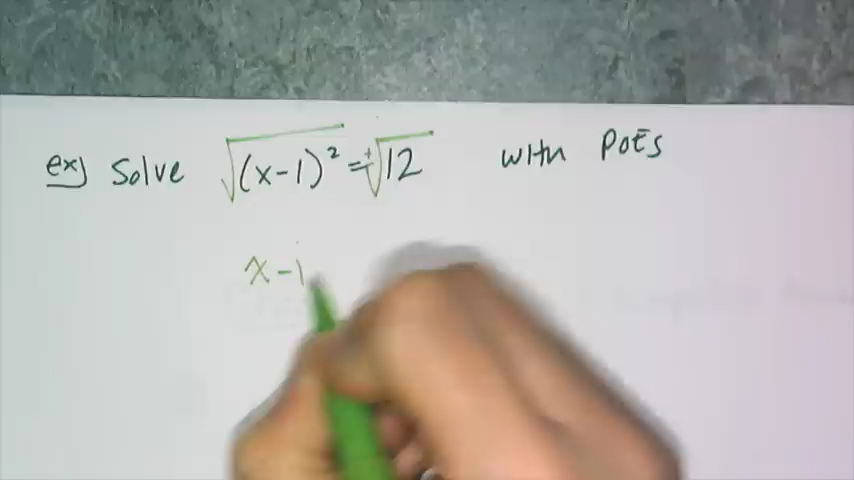 ex) Solve √(x-1)² = ±√12 with PoEs
x-1